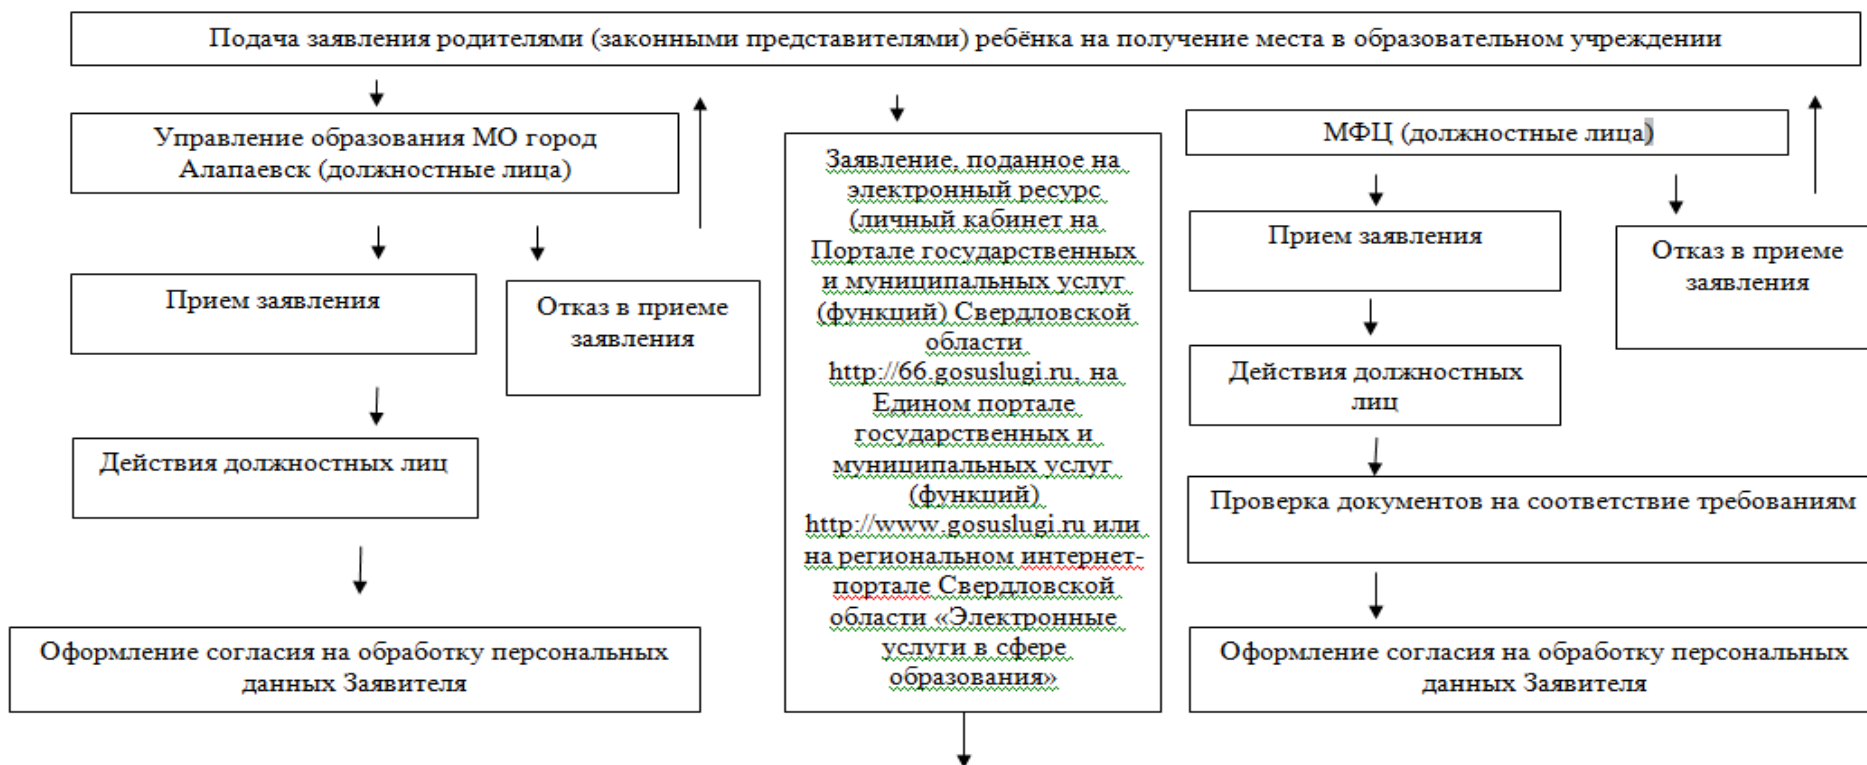 Подача заявления родителями (законными представителями) ребёнка на получение места в образовательном учреждении
Управление образования МО город
Алапаевск (должностные лица)
Прием заявления
Отказ в приеме
заявления
Действия должностных лиц
Оформление согласия на обработку персональных
данных Заявителя
Заявление, поданное на
электронный ресурс
(личный кабинет на
Портале государственных
и муниципальных услуг
(функций) Свердловской
области
http://66.gosuslugi.ru, на
Едином портале
государственных и
муниципальных услуг
(функций)
http://www.gosuslugi.ru или
на региональном интернет-
портале Свердловской
области «Электронные
услуги в сфере
образования»
МФЦ (должностные лица)
Прием заявления
Отказ в приеме
заявления
Действия должностных
лиц
Проверка документов на соответствие требованиям
Оформление согласия на обработку персональных
данных Заявителя